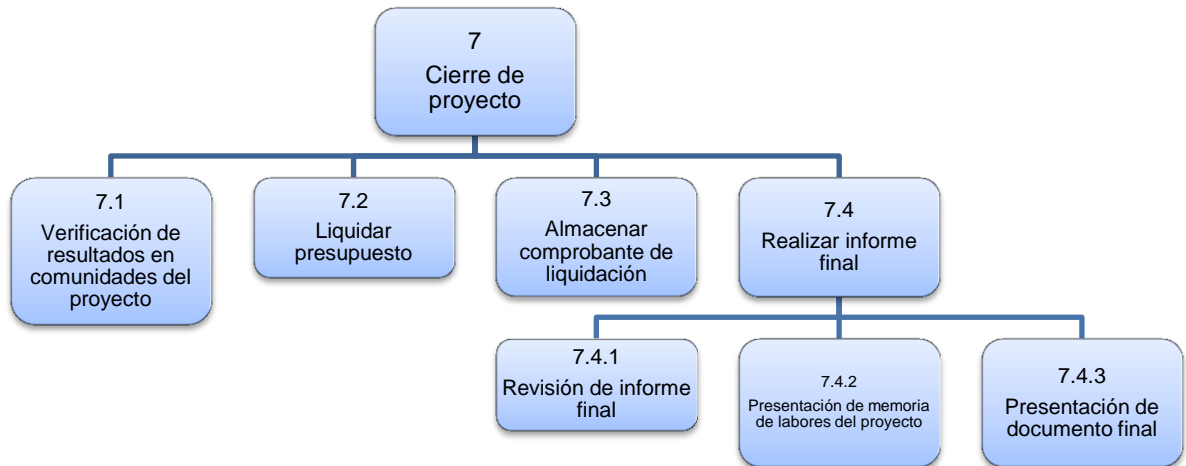 7
Cierre de
proyecto
7.1
Verificación de
resultados en
comunidades del
proyecto
7.2
Liquidar
presupuesto
7.3
Almacenar
comprobante de
liquidación
7.4
Realizar informe
final
7.4.1
Revisión de informe
final
7.4.2
Presentación de memoria
de labores del proyecto
7.4.3
Presentación de
documento final